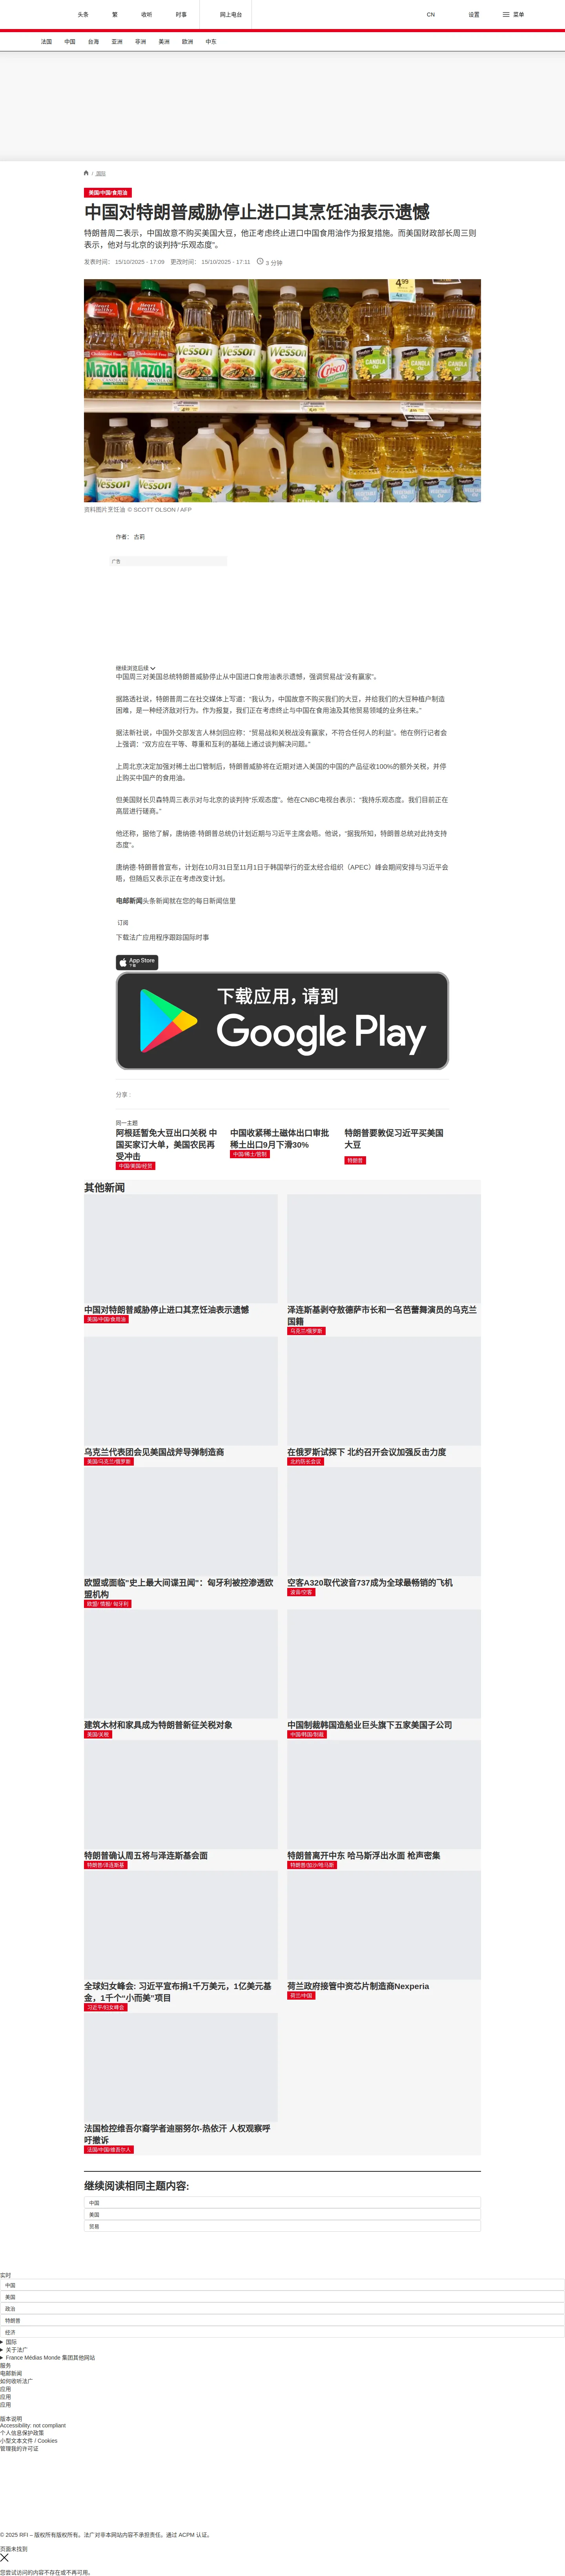 头条
繁
收听
时事
网上电台
CN
设置
菜单
法国
中国
台海
亚洲
非洲
美洲
欧洲
中东
/ 国际
美国/中国/食用油
中国对特朗普威胁停止进口其烹饪油表示遗憾
特朗普周二表示，中国故意不购买美国大豆，他正考虑终止进口中国食用油作为报复措施。而美国财政部长周三则
表示，他对与北京的谈判持“乐观态度”。
发表时间： 15/10/2025 - 17:09
更改时间： 15/10/2025 - 17:11
3 分钟
Mazola
Mazola
Wesson
Wesson
Wesson
Crisco
CANOLA
CANOLA
4.99
资料图片烹饪油 © SCOTT OLSON / AFP
作者： 古莉
广告
继续浏览后续
中国周三对美国总统特朗普威胁停止从中国进口食用油表示遗憾，强调贸易战“没有赢家”。
据路透社说，特朗普周二在社交媒体上写道：“我认为，中国故意不购买我们的大豆，并给我们的大豆种植户制造
困难，是一种经济敌对行为。作为报复，我们正在考虑终止与中国在食用油及其他贸易领域的业务往来。”
据法新社说，中国外交部发言人林剑回应称：“贸易战和关税战没有赢家，不符合任何人的利益”。他在例行记者会
上强调：“双方应在平等、尊重和互利的基础上通过谈判解决问题。”
上周北京决定加强对稀土出口管制后，特朗普威胁将在近期对进入美国的中国的产品征收100%的额外关税，并停
止购买中国产的食用油。
但美国财长贝森特周三表示对与北京的谈判持“乐观态度”。他在CNBC电视台表示：“我持乐观态度。我们目前正在
高层进行磋商。”
他还称，据他了解，唐纳德·特朗普总统仍计划近期与习近平主席会晤。他说，“据我所知，特朗普总统对此持支持
态度”。
唐纳德·特朗普曾宣布，计划在10月31日至11月1日于韩国举行的亚太经合组织（APEC）峰会期间安排与习近平会
晤，但随后又表示正在考虑改变计划。
电邮新闻头条新闻就在您的每日新闻信里
订阅
下载法广应用程序跟踪国际时事
App Store
下载
下载应用，请到
Google Play
分享 :
同一主题
阿根廷暂免大豆出口关税 中
国买家订大单，美国农民再
受冲击
中国/美国/经贸
中国收紧稀土磁体出口审批
稀土出口9月下滑30%
中国/稀土/管制
特朗普要敦促习近平买美国
大豆
特朗普
其他新闻
中国对特朗普威胁停止进口其烹饪油表示遗憾
美国/中国/食用油
泽连斯基剥夺敖德萨市长和一名芭蕾舞演员的乌克兰
国籍
乌克兰/俄罗斯
乌克兰代表团会见美国战斧导弹制造商
美国/乌克兰/俄罗斯
在俄罗斯试探下 北约召开会议加强反击力度
北约防长会议
欧盟或面临“史上最大间谍丑闻”：匈牙利被控渗透欧
盟机构
欧盟/ 情报/ 匈牙利
空客A320取代波音737成为全球最畅销的飞机
波音/空客
建筑木材和家具成为特朗普新征关税对象
美国/关税
中国制裁韩国造船业巨头旗下五家美国子公司
中国/韩国/制裁
特朗普确认周五将与泽连斯基会面
特朗普/泽连斯基
特朗普离开中东 哈马斯浮出水面 枪声密集
特朗普/加沙/哈马斯
全球妇女峰会: 习近平宣布捐1千万美元，1亿美元基
金，1千个“小而美”项目
习近平/妇女峰会
荷兰政府接管中资芯片制造商Nexperia
荷兰/中国
法国检控维吾尔裔学者迪丽努尔-热依汗 人权观察呼
吁撤诉
法国/中国/维吾尔人
继续阅读相同主题内容:
中国
美国
贸易
实时
中国
美国
政治
特朗普
经济
国际
关于法广
France Médias Monde 集团其他网站
服务
电邮新闻
如何收听法广
应用
应用
应用
版本说明
Accessibility: not compliant
个人信息保护政策
小型文本文件 / Cookies
管理我的许可证
© 2025 RFI – 版权所有版权所有。法广对非本网站内容不承担责任。通过 ACPM 认证。
页面未找到
您尝试访问的内容不存在或不再可用。